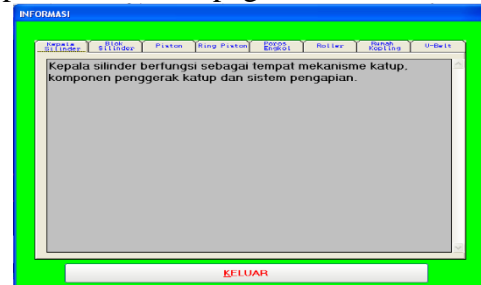 INFORMASI
Kepala Silinder
Blok Silinder
Piston
Ring Piston
Poros Engkol
Roller
Rumah Kopling
U-Belt
Kepala silinder berfungsi sebagai tempat mekanisme katup,
komponen penggerak katup dan sistem pengapian.
KELUAR